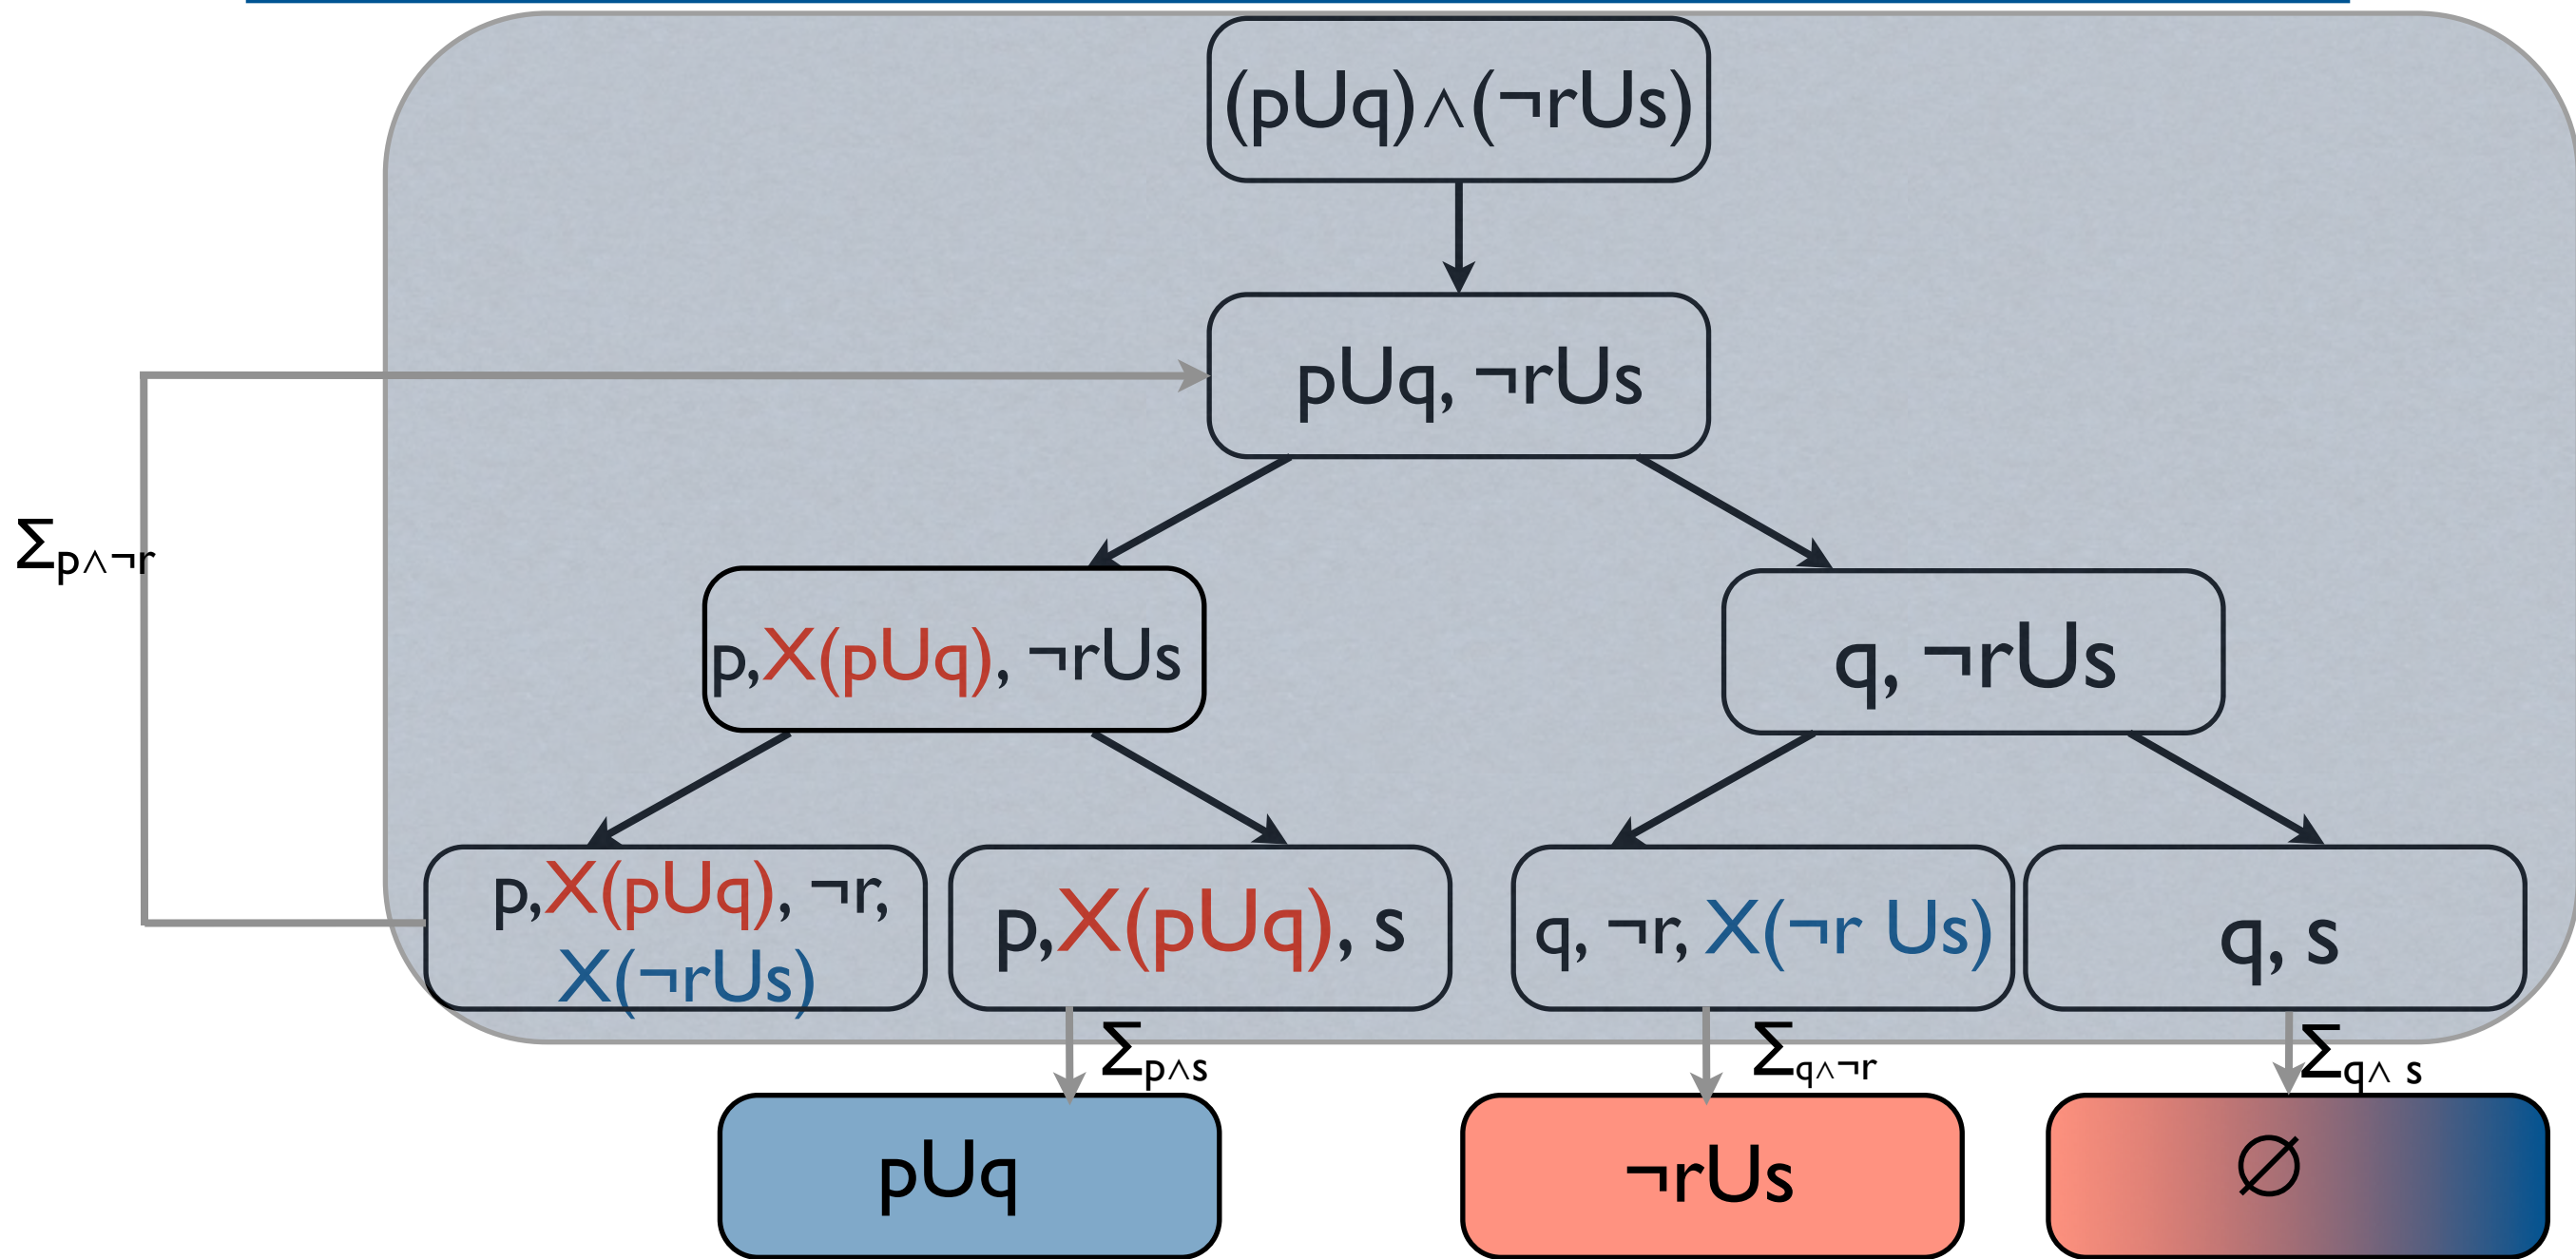 (pUq)∧(¬rUs)
pUq, ¬rUs
Σp∧¬r
p,X(pUq), ¬rUs
q, ¬rUs
p,X(pUq), ¬r,
X(¬rUs)
p,X(pUq), s
q, ¬r, X(¬r Us)
q, s
Σp∧s
Σq∧¬r
Σq∧ s
pUq
¬rUs
∅